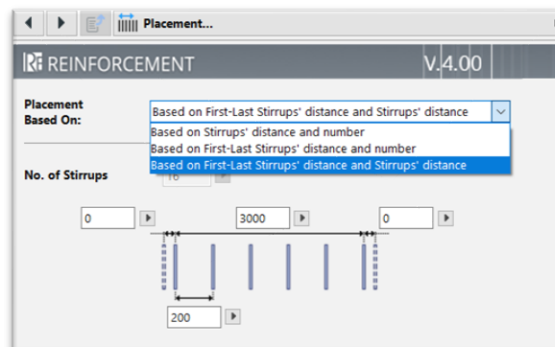 Placement...
REINFORCEMENT V.4.00
Placement
Based On:
Based on First-Last Stirrups' distance and Stirrups' distance
Based on Stirrups' distance and number
Based on First-Last Stirrups' distance and number
Based on First-Last Stirrups' distance and Stirrups' distance
No. of Stirrups 16
0 3000 0
200